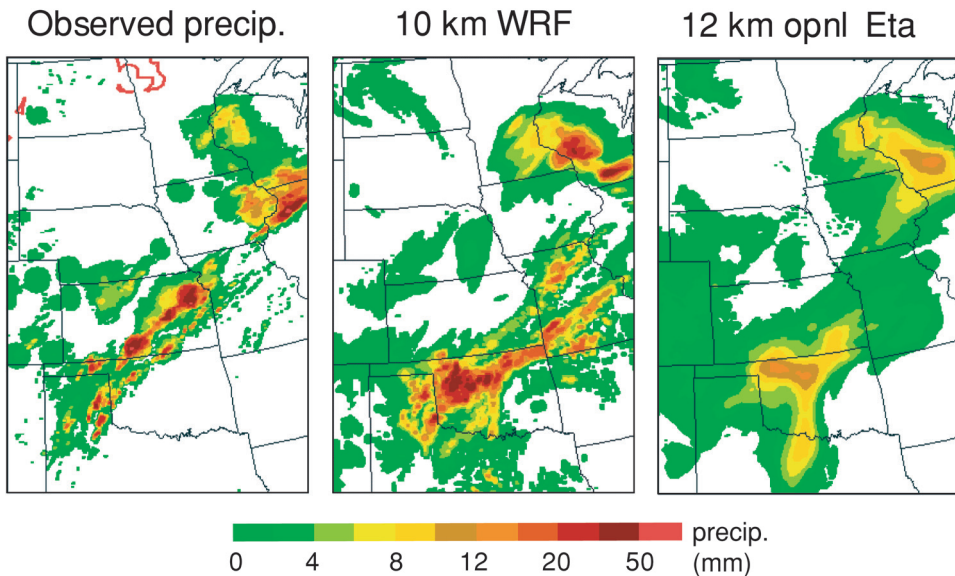 Observed precip.
10 km WRF
12 km opnl Eta
precip.
0 4 8 12 20 50 (mm)